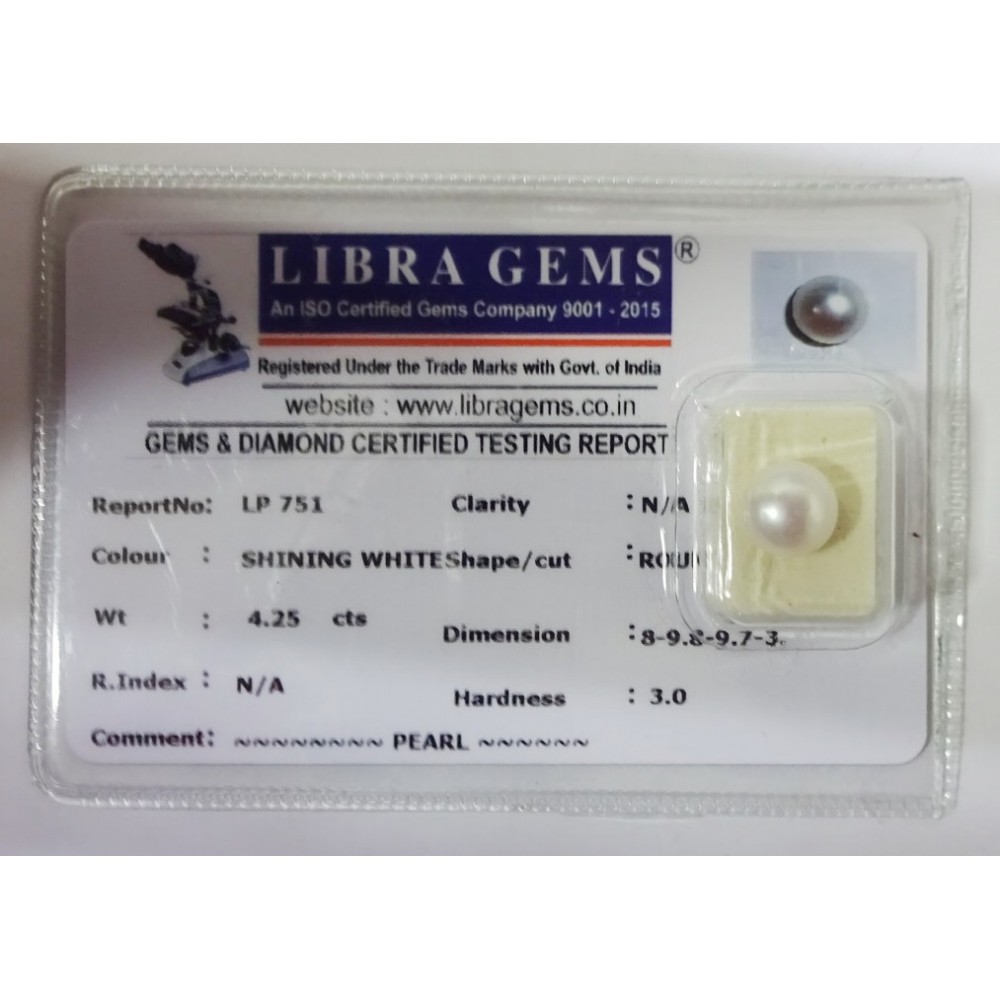 LIBRA GEMS ®
An ISO Certified Gems Company 9001 - 2015
Registered Under the Trade Marks with Govt. of India
website : www.libragems.co.in
GEMS & DIAMOND CERTIFIED TESTING REPORT
ReportNo: LP 751 Clarity : N/A
Colour : SHINING WHITE Shape/cut :
Wt : 4.25 cts Dimension : 8-9.8-9.7-3.
R.Index : N/A Hardness : 3.0
Comment: ~~~~~~~~ PEARL ~~~~~~